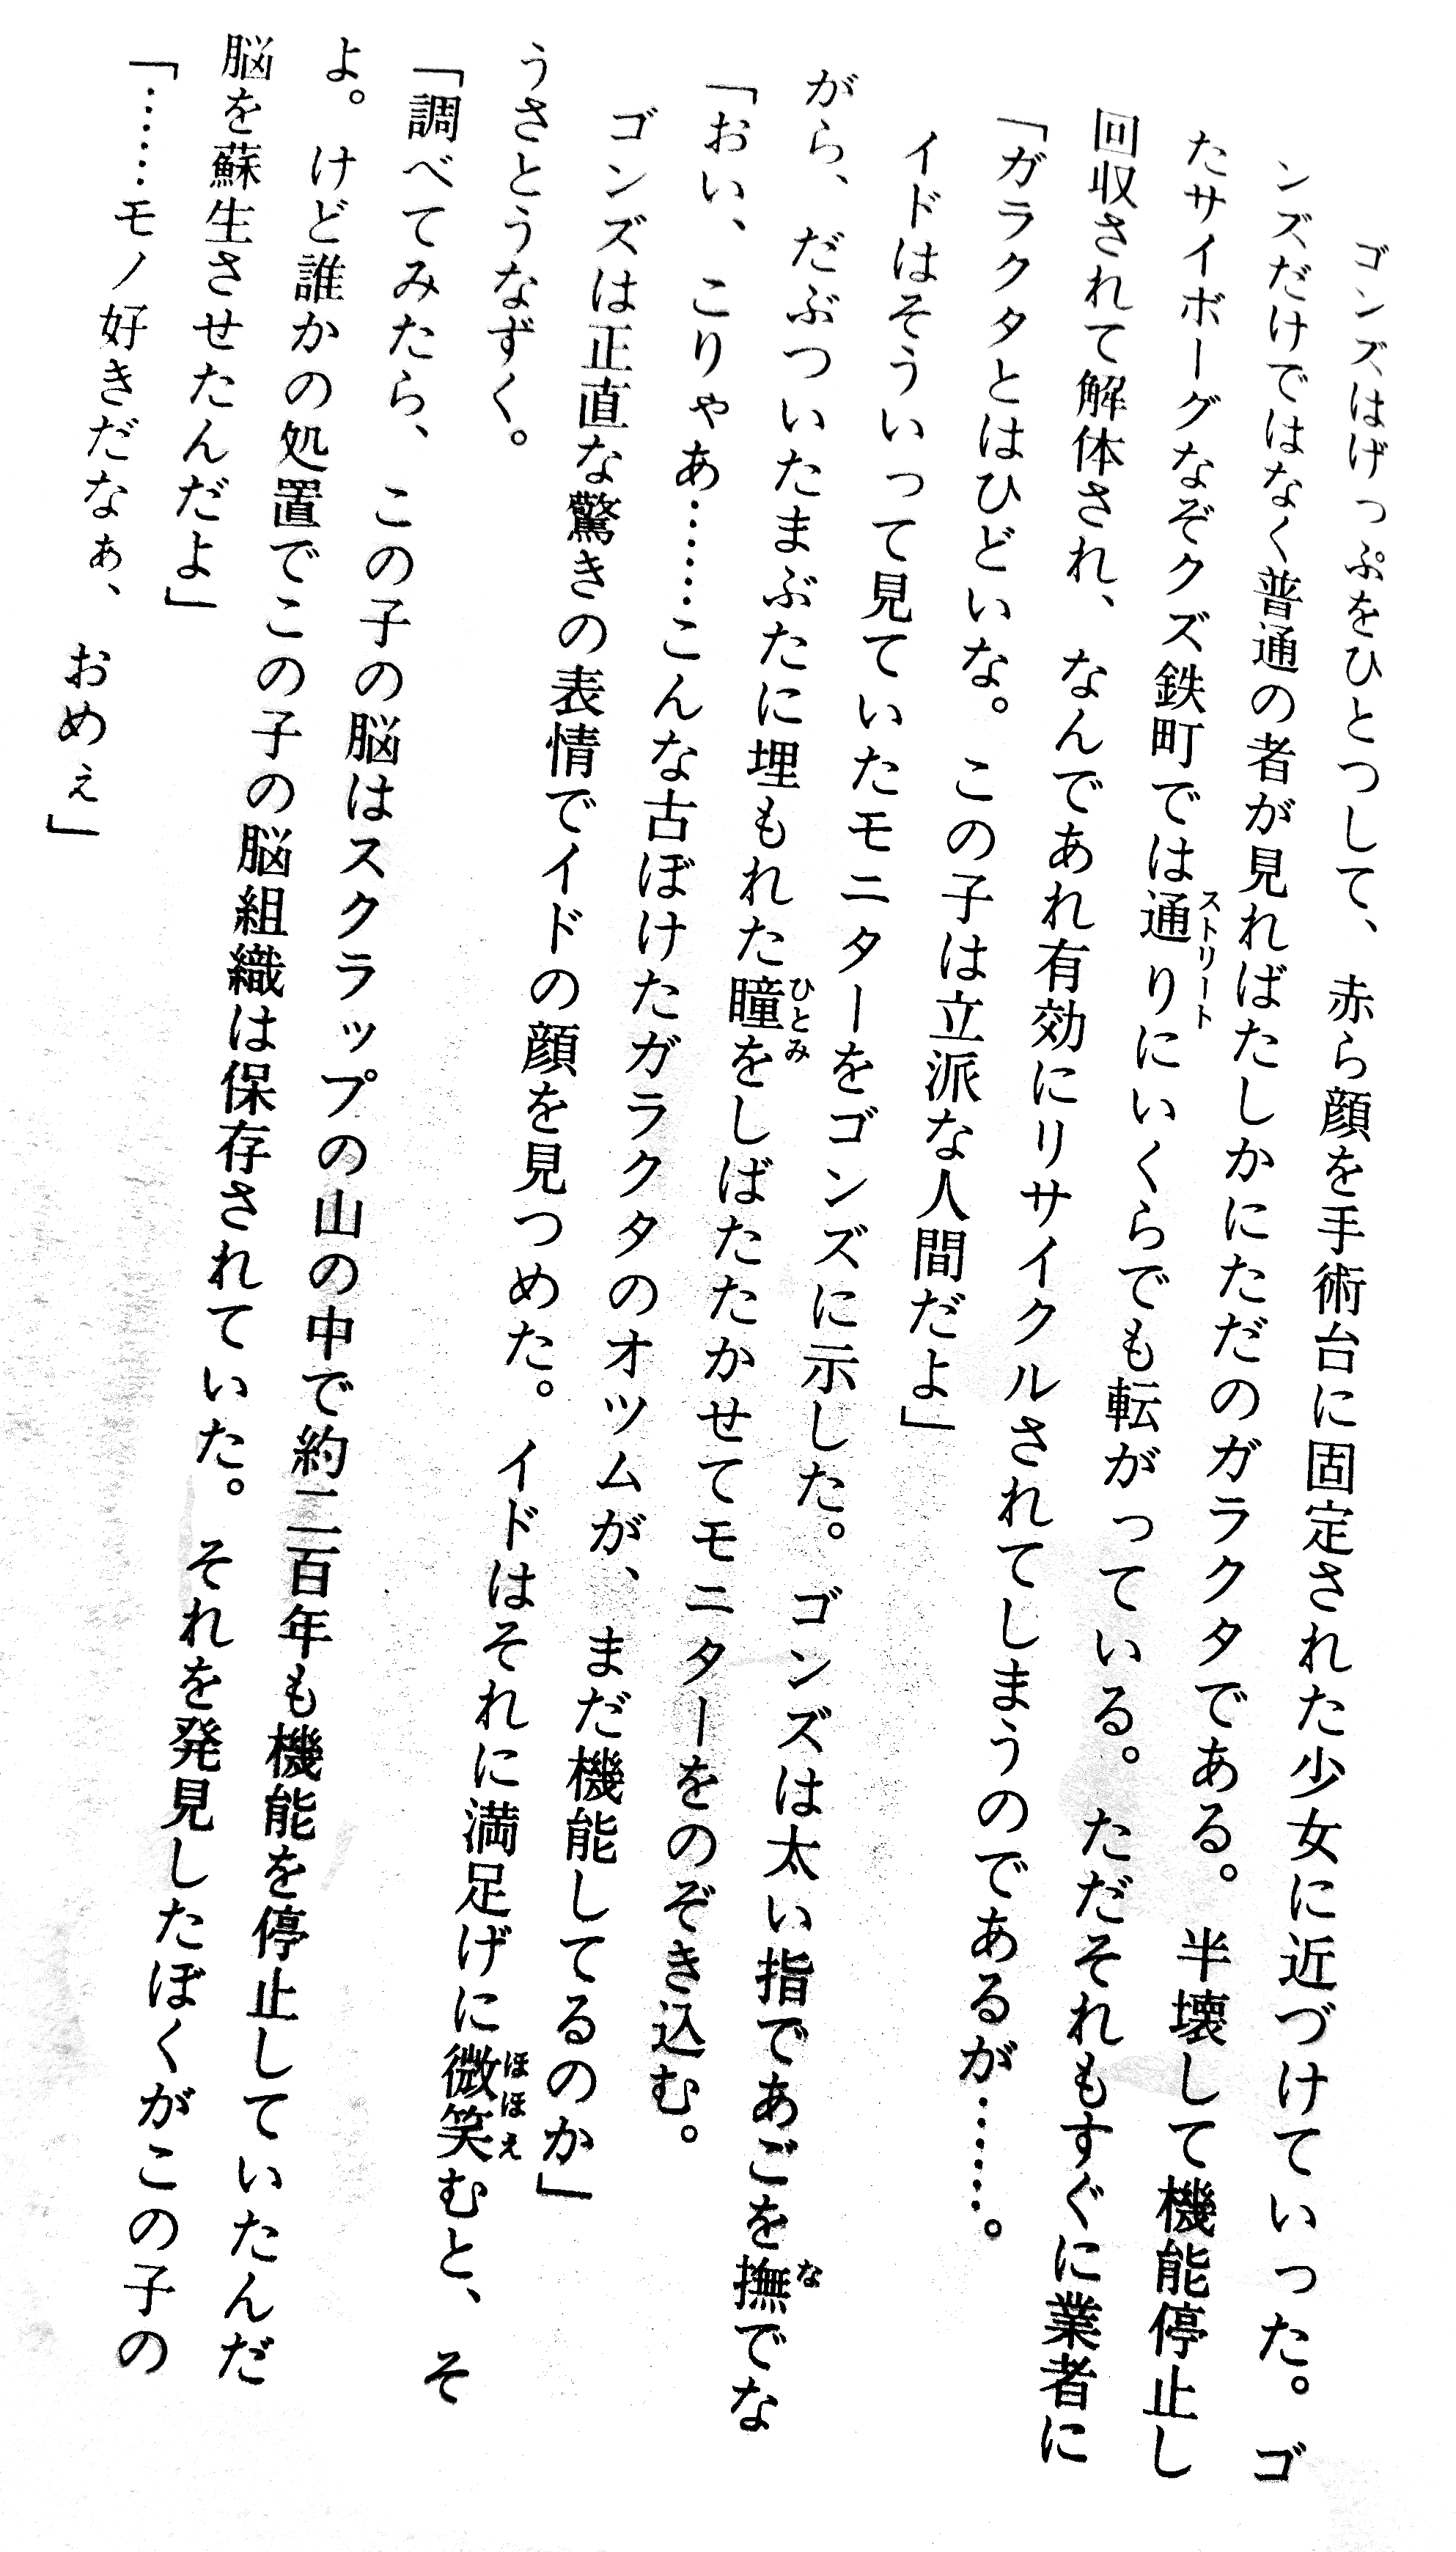 ゴンズはげっぷをひとつして、赤ら顔を手術台に固定された少女に近づけていった。ゴ
ンズだけではなく普通の者が見ればたしかにただのガラクタである。半壊して機能停止し
たサイボーグなぞクズ鉄町では通りにいくらでも転がっている。ただそれもすぐに業者に
ストリート
回収されて解体され、なんであれ有効にリサイクルされてしまうのであるが……。
「ガラクタとはひどいな。この子は立派な人間だよ」
イドはそういって見ていたモニターをゴンズに示した。ゴンズは太い指であごを撫でな
な
がら、だぶついたまぶたに埋もれた瞳をしばたたかせてモニターをのぞき込む。
ひとみ
「おい、こりゃあ……こんな古ぼけたガラクタのオツムが、まだ機能してるのか」
ゴンズは正直な驚きの表情でイドの顔を見つめた。イドはそれに満足げに微笑むと、そ
ほほえ
うさとうなずく。
「調べてみたら、この子の脳はスクラップの山の中で約二百年も機能を停止していたんだ
よ。けど誰かの処置でこの子の脳組織は保存されていた。それを発見したぼくがこの子の
脳を蘇生させたんだよ」
「……モノ好きだなぁ、おめぇ」